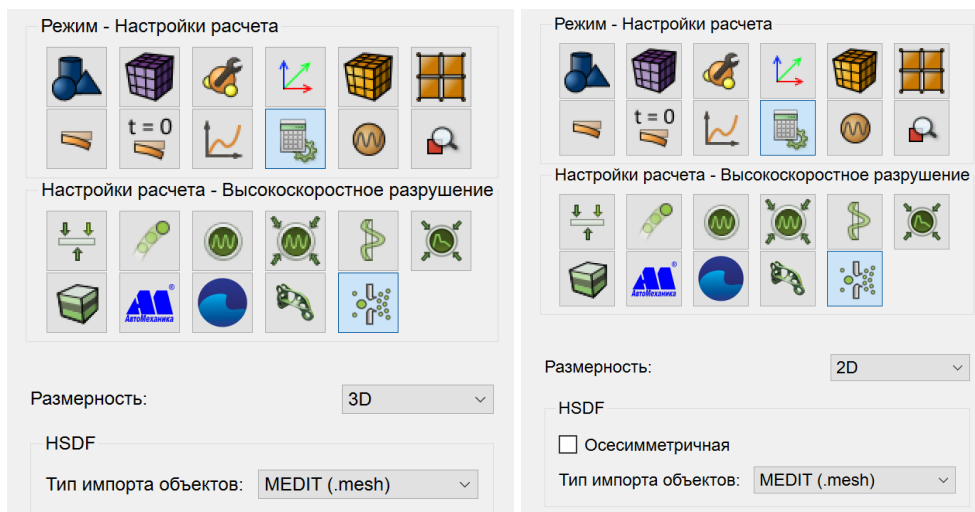 Режим - Настройки расчета
t = 0
Настройки расчета - Высокоскоростное разрушение
АвтоМеханика ®
Размерность: 3D
HSDF
Тип импорта объектов: MEDIT (.mesh)
Режим - Настройки расчета
t = 0
Настройки расчета - Высокоскоростное разрушение
АвтоМеханика ®
Размерность: 2D
HSDF
Осесимметричная
Тип импорта объектов: MEDIT (.mesh)